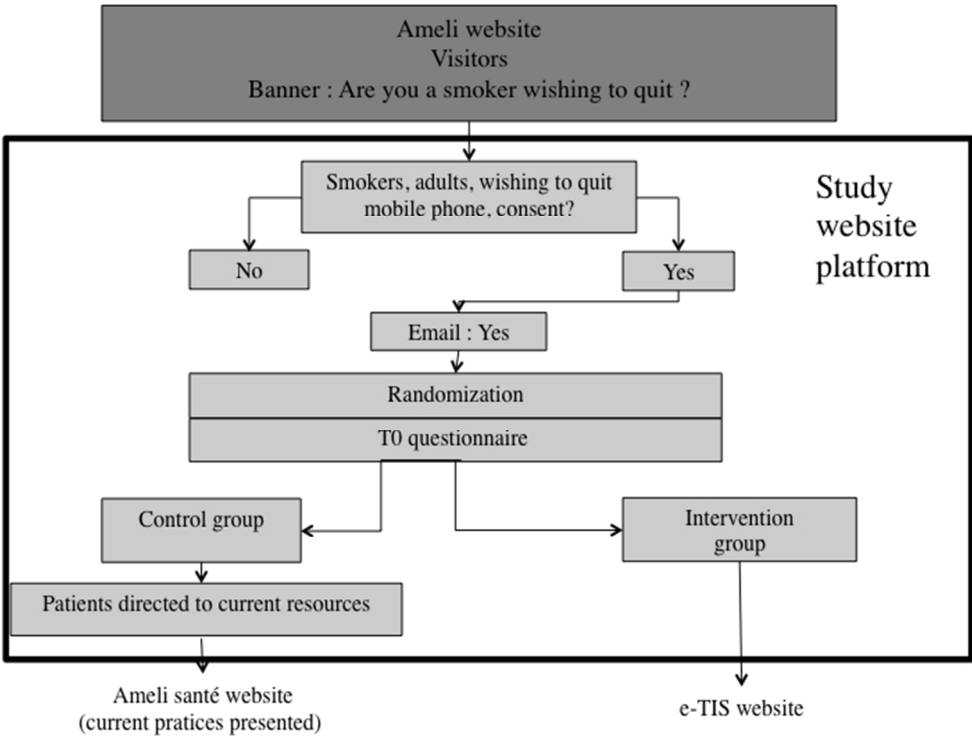 Ameli website
Visitors
Banner : Are you a smoker wishing to quit ?
Smokers, adults, wishing to quit
mobile phone, consent?
Study
website
platform
No
Yes
Email : Yes
Randomization
T0 questionnaire
Control group
Intervention
group
Patients directed to current resources
Ameli santé website
(current pratices presented)
e-TIS website